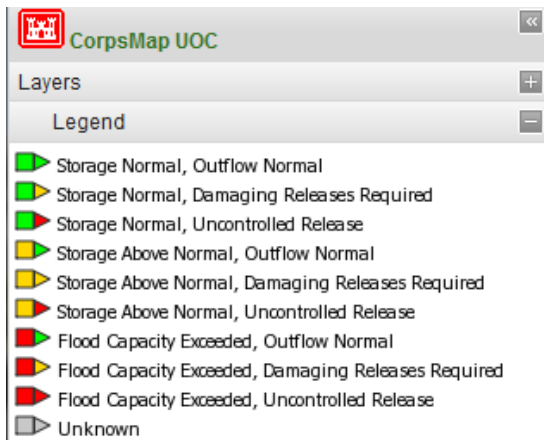 CorpsMap UOC
Layers
Legend
Storage Normal, Outflow Normal
Storage Normal, Damaging Releases Required
Storage Normal, Uncontrolled Release
Storage Above Normal, Outflow Normal
Storage Above Normal, Damaging Releases Required
Storage Above Normal, Uncontrolled Release
Flood Capacity Exceeded, Outflow Normal
Flood Capacity Exceeded, Damaging Releases Required
Flood Capacity Exceeded, Uncontrolled Release
Unknown